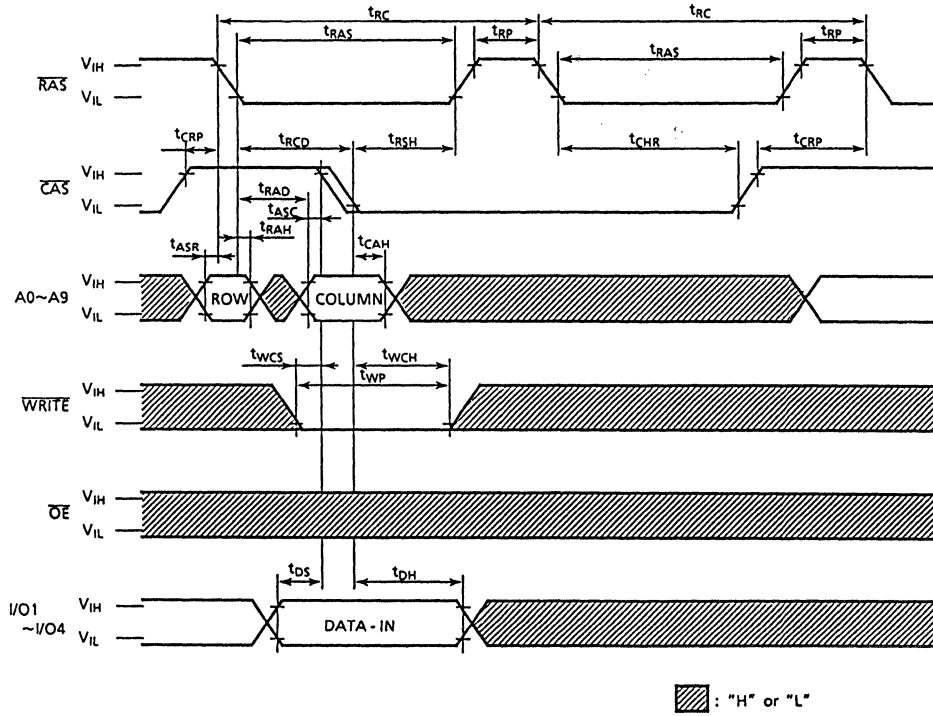 tRC tRC
tRAS tRP tRAS tRP
VIH
RAS
VIL
tCRP tRCD tRSH tCHR tCRP
VIH
CAS
VIL
tRAD
tASC
tRAH
tASR tCAH
VIH
A0~A9 ROW COLUMN
VIL
tWCS tWCH
tWP
VIH
WRITE
VIL
VIH
OE
VIL
tDS tDH
I/O1 VIH
~I/O4 DATA-IN
VIL
: "H" or "L"